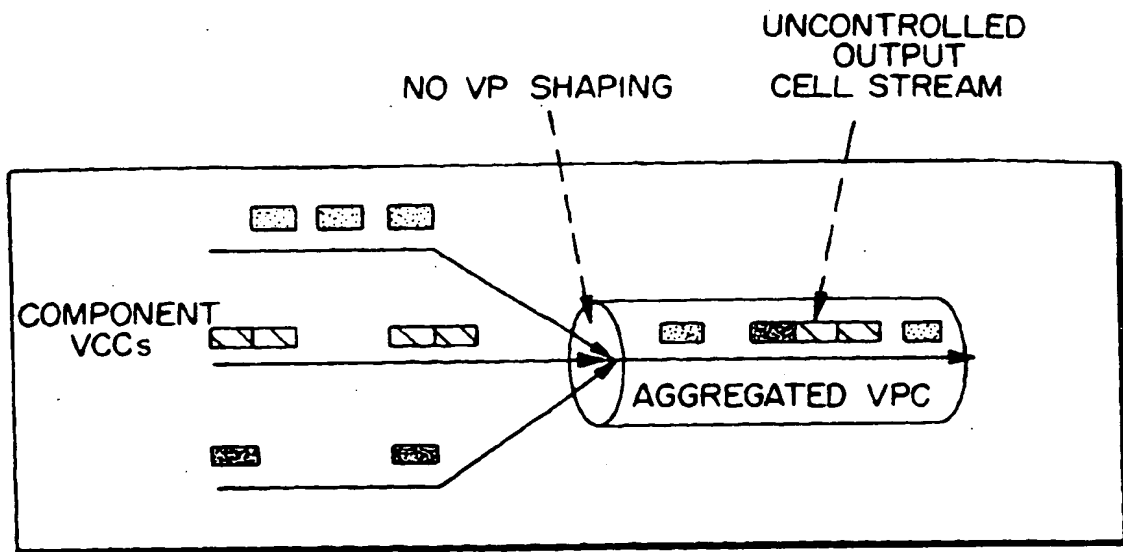 UNCONTROLLED
OUTPUT
CELL STREAM
NO VP SHAPING
COMPONENT
VCCs
AGGREGATED VPC